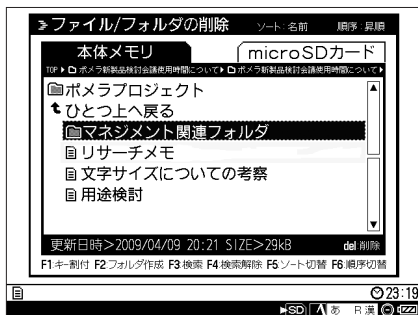 ファイル/フォルダの削除 ソート:名前 順序:昇順
本体メモリ microSDカード
TOP ポメラ新製品検討会議使用時間について ポメラ新製品検討会議使用時間について
ポメラプロジェクト
ひとつ上へ戻る
マネジメント関連フォルダ
リサーチメモ
文字サイズについての考察
用途検討
更新日時>2009/04/09 20:21 SIZE>29kB del:削除
F1:キー割付 F2:フォルダ作成 F3:検索 F4:検索解除 F5:ソート切替 F6:順序切替
23:19
SD あ R漢